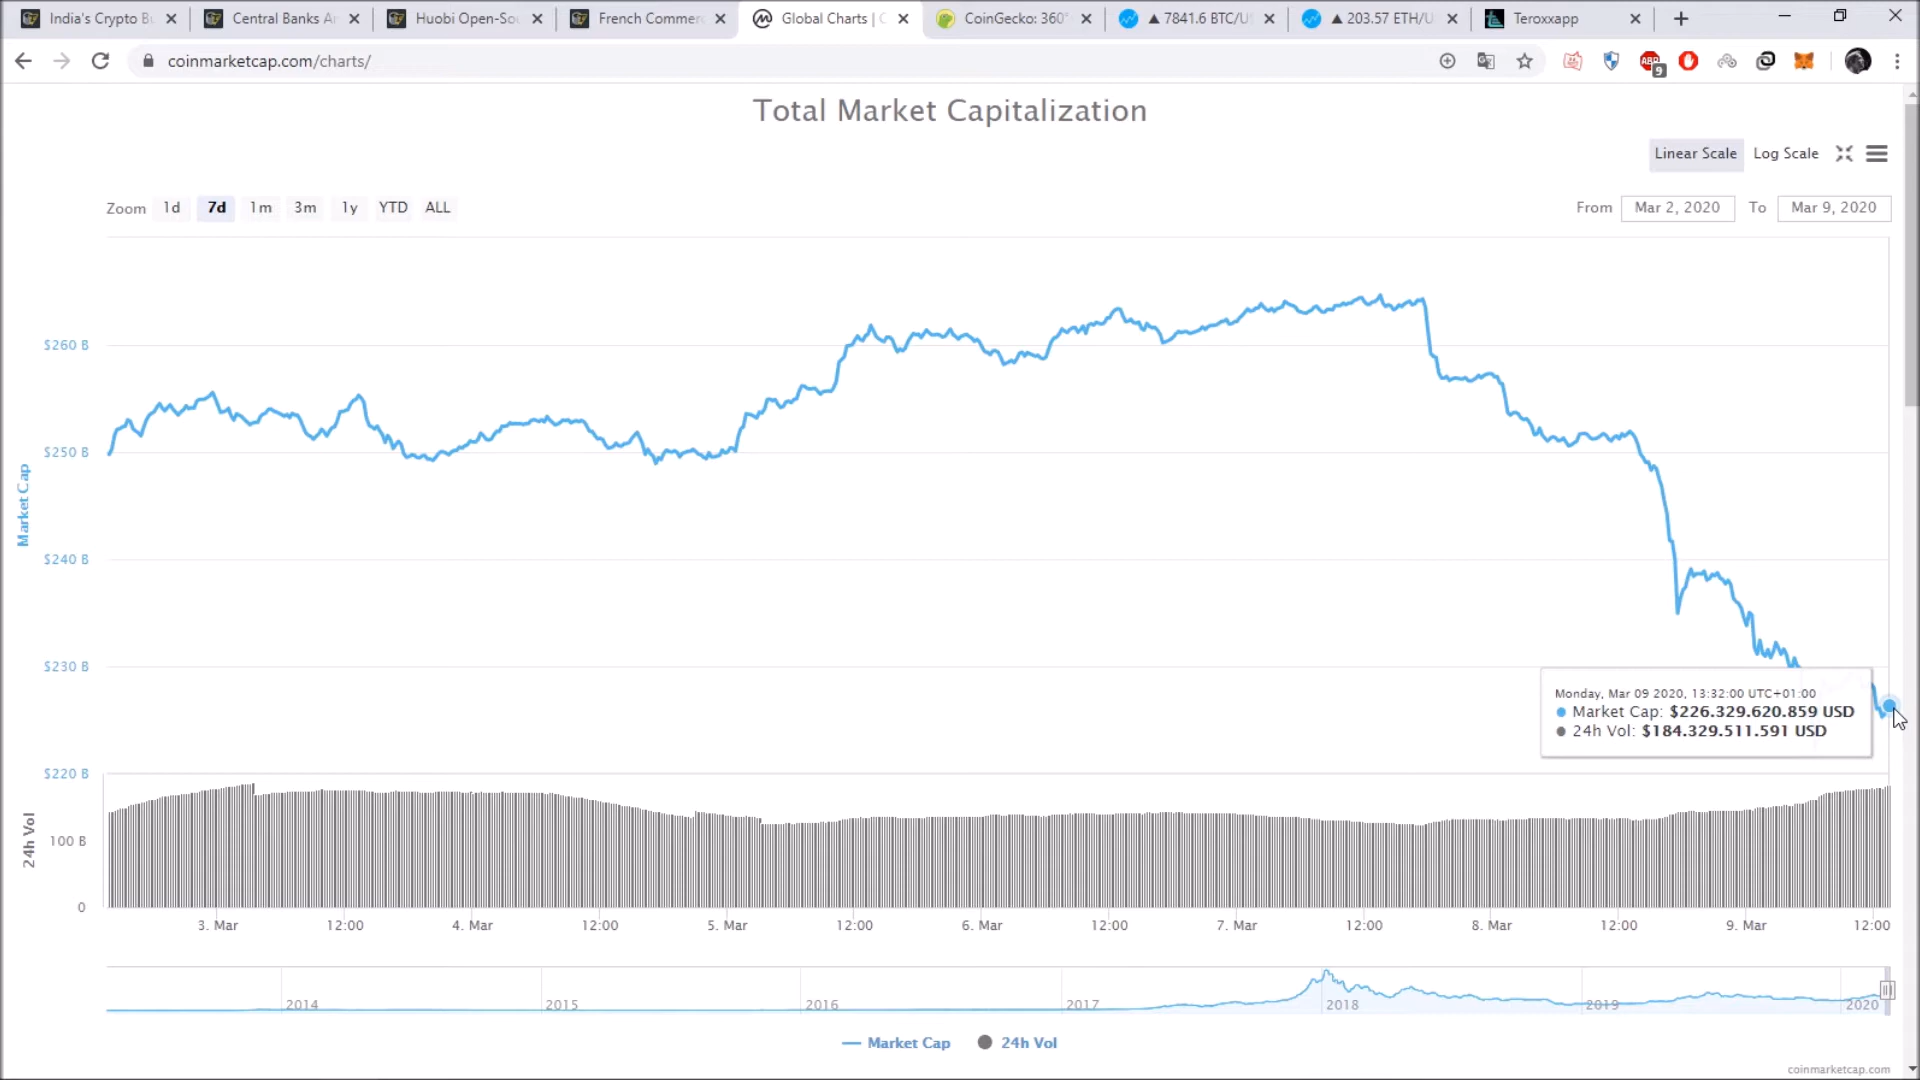 India's Crypto Bu
Central Banks Ar
Huobi Open-Sou
French Commer
Global Charts | C
CoinGecko: 360°
▲ 7841.6 BTC/U
▲ 203.57 ETH/U
Teroxxapp
coinmarketcap.com/charts/
ABP
9
Total Market Capitalization
Linear Scale Log Scale
Zoom 1d 7d 1m 3m 1y YTD ALL
From Mar 2, 2020 To Mar 9, 2020
Market Cap
$260 B
$250 B
$240 B
$230 B
$220 B
Monday, Mar 09 2020, 13:32:00 UTC+01:00
Market Cap: $226.329.620.859 USD
24h Vol: $184.329.511.591 USD
24h Vol
100 B
0
3. Mar 12:00 4. Mar 12:00 5. Mar 12:00 6. Mar 12:00 7. Mar 12:00 8. Mar 12:00 9. Mar 12:00
2014 2015 2016 2017 2018 2019 2020
Market Cap 24h Vol
coinmarketcap.com